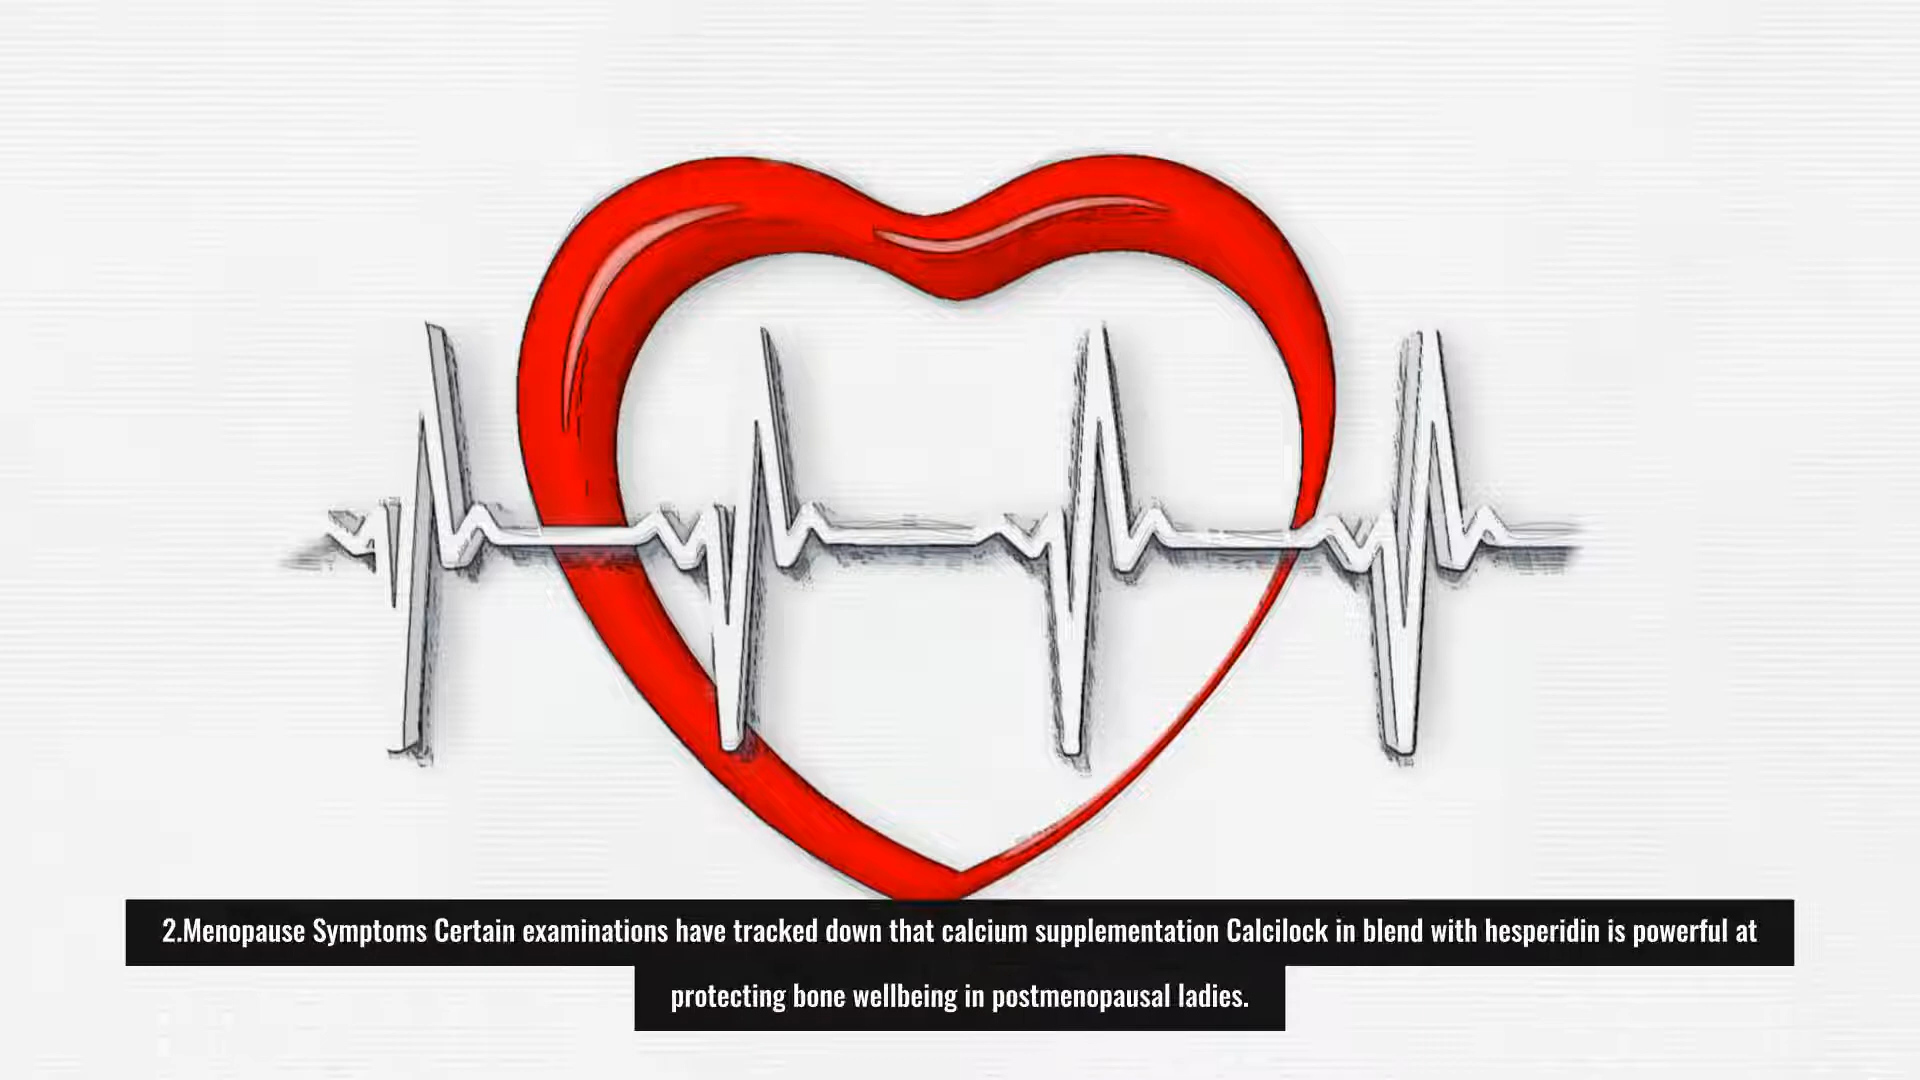 2.Menopause Symptoms Certain examinations have tracked down that calcium supplementation Calcilock in blend with hesperidin is powerful at
protecting bone wellbeing in postmenopausal ladies.